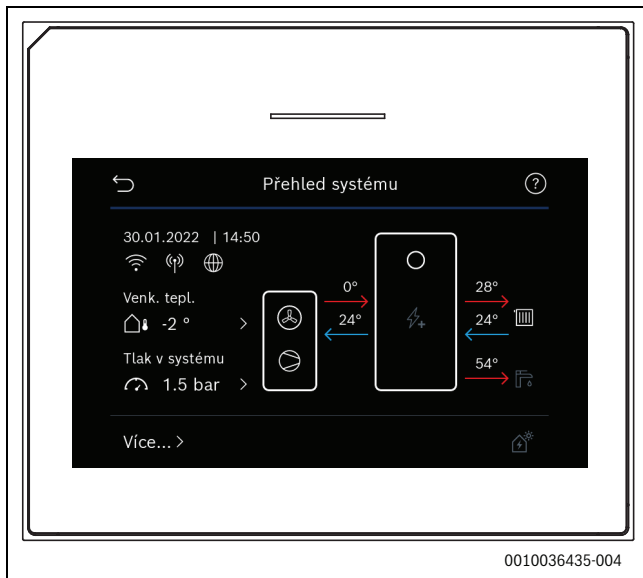 Přehled systému
?
30.01.2022 | 14:50
Venk. tepl.
-2 ° >
Tlak v systému
1.5 bar >
0°
24°
28°
24°
54°
Více... >
0010036435-004